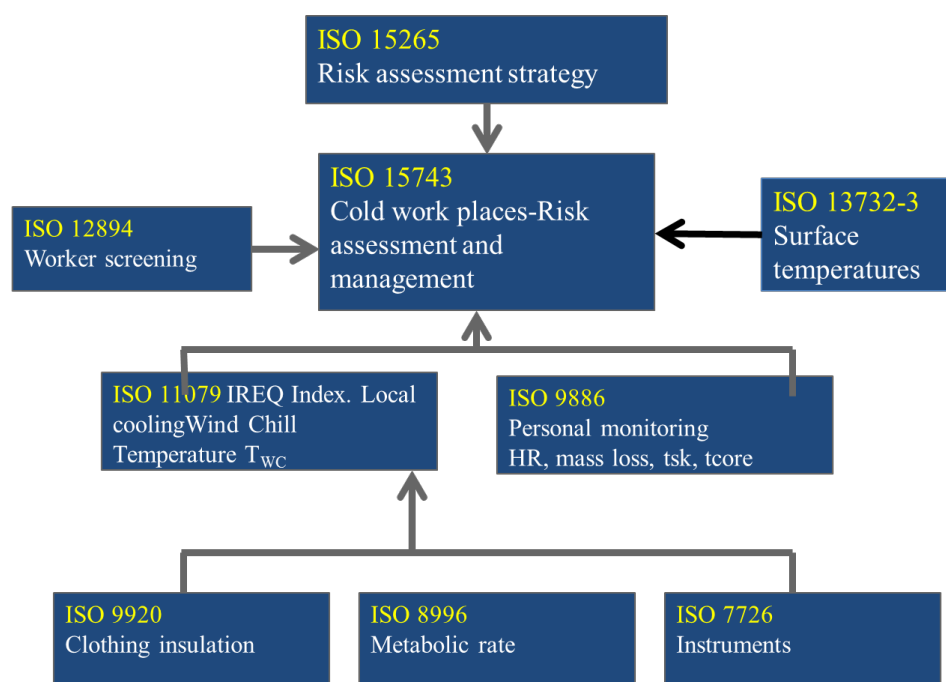 ISO 15265
Risk assessment strategy
ISO 15743
Cold work places-Risk
assessment and
management
ISO 12894
Worker screening
ISO 13732-3
Surface
temperatures
ISO 11079 IREQ Index. Local
coolingWind Chill
Temperature T_WC
ISO 9886
Personal monitoring
HR, mass loss, tsk, tcore
ISO 9920
Clothing insulation
ISO 8996
Metabolic rate
ISO 7726
Instruments